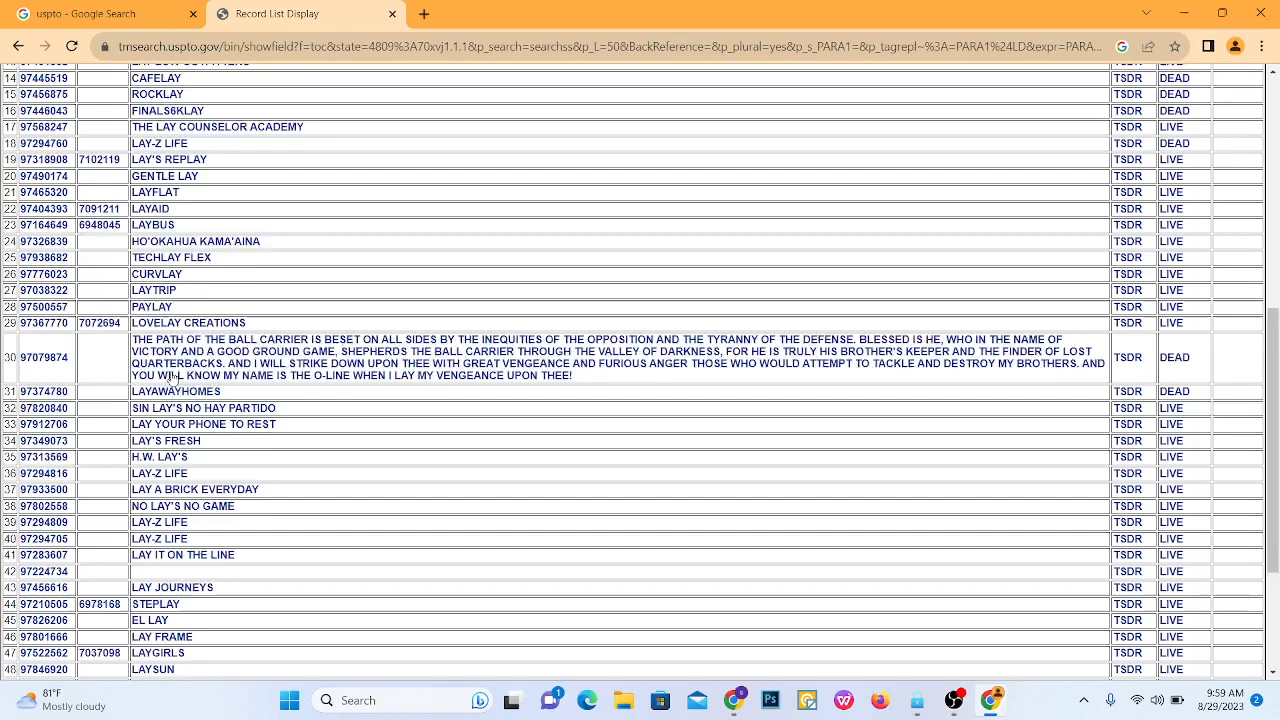 uspto - Google Search
Record List Display
tmsearch.uspto.gov/bin/showfield?f=toc&state=4809%3A70xvj1.1.1&p_search=searchss&p_L=50&BackReference=&p_plural=yes&p_s_PARA1=&p_tagrepl~%3A=PARA1%24LD&expr=PARA...
14 97445519 CAFELAY TSDR DEAD
15 97456875 ROCKLAY TSDR DEAD
16 97446043 FINALS6KLAY TSDR DEAD
17 97568247 THE LAY COUNSELOR ACADEMY TSDR LIVE
18 97294760 LAY-Z LIFE TSDR DEAD
19 97318908 7102119 LAY'S REPLAY TSDR LIVE
20 97490174 GENTLE LAY TSDR LIVE
21 97465320 LAYFLAT TSDR LIVE
22 97404393 7091211 LAYAID TSDR LIVE
23 97164649 6948045 LAYBUS TSDR LIVE
24 97326839 HO'OKAHUA KAMA'AINA TSDR LIVE
25 97938682 TECHLAY FLEX TSDR LIVE
26 97776023 CURVLAY TSDR LIVE
27 97038322 LAYTRIP TSDR LIVE
28 97500557 PAYLAY TSDR LIVE
29 97367770 7072694 LOVELAY CREATIONS TSDR LIVE
THE PATH OF THE BALL CARRIER IS BESET ON ALL SIDES BY THE INEQUITIES OF THE OPPOSITION AND THE TYRANNY OF THE DEFENSE. BLESSED IS HE, WHO IN THE NAME OF
VICTORY AND A GOOD GROUND GAME, SHEPHERDS THE BALL CARRIER THROUGH THE VALLEY OF DARKNESS, FOR HE IS TRULY HIS BROTHER'S KEEPER AND THE FINDER OF LOST
30 97079874 TSDR DEAD
QUARTERBACKS. AND I WILL STRIKE DOWN UPON THEE WITH GREAT VENGEANCE AND FURIOUS ANGER THOSE WHO WOULD ATTEMPT TO TACKLE AND DESTROY MY BROTHERS. AND
YOU WILL KNOW MY NAME IS THE O-LINE WHEN I LAY MY VENGEANCE UPON THEE!
31 97374780 LAYAWAYHOMES TSDR DEAD
32 97820840 SIN LAY'S NO HAY PARTIDO TSDR LIVE
33 97912706 LAY YOUR PHONE TO REST TSDR LIVE
34 97349073 LAY'S FRESH TSDR LIVE
35 97313569 H.W. LAY'S TSDR LIVE
36 97294816 LAY-Z LIFE TSDR LIVE
37 97933500 LAY A BRICK EVERYDAY TSDR LIVE
38 97802558 NO LAY'S NO GAME TSDR LIVE
39 97294809 LAY-Z LIFE TSDR LIVE
40 97294705 LAY-Z LIFE TSDR LIVE
41 97283607 LAY IT ON THE LINE TSDR LIVE
42 97224734 TSDR LIVE
43 97456616 LAY JOURNEYS TSDR LIVE
44 97210505 6978168 STEPLAY TSDR LIVE
45 97826206 EL LAY TSDR LIVE
46 97801666 LAY FRAME TSDR LIVE
47 97522562 7037098 LAYGIRLS TSDR LIVE
48 97846920 LAYSUN TSDR LIVE
81°F
Mostly cloudy
Search
9:59 AM
8/29/2023